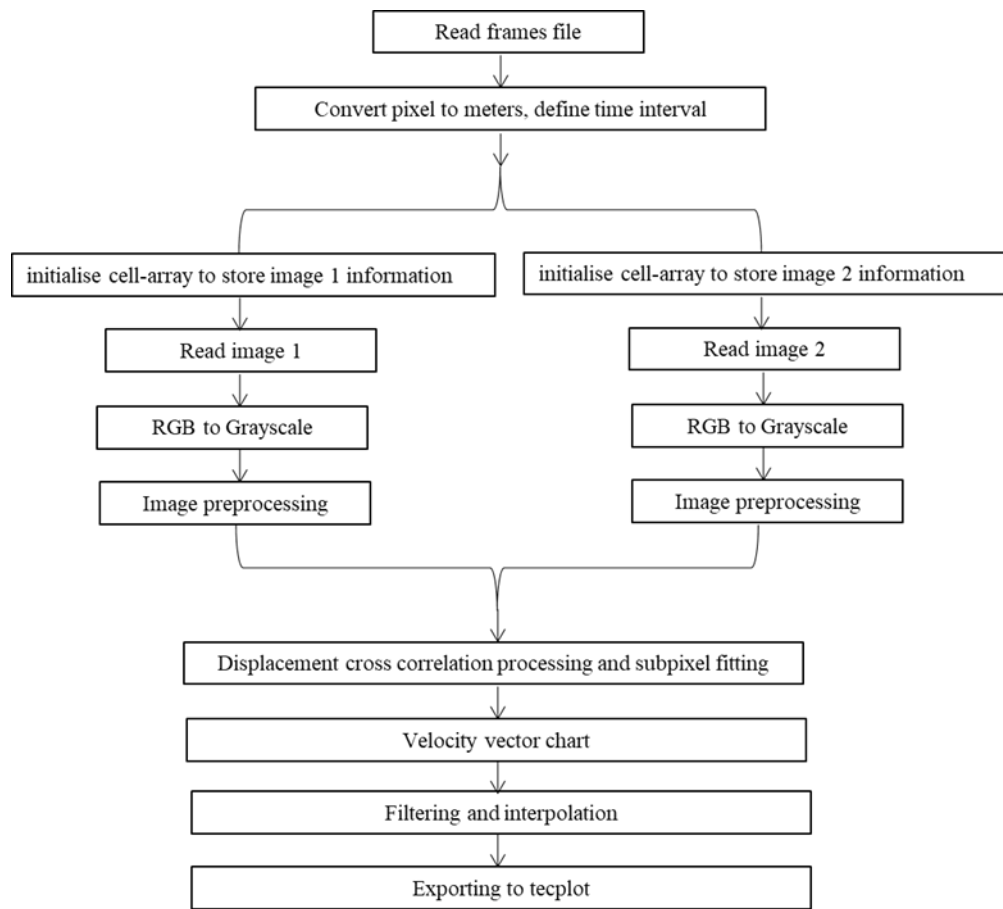 Read frames file
Convert pixel to meters, define time interval
initialise cell-array to store image 1 information
Read image 1
RGB to Grayscale
Image preprocessing
initialise cell-array to store image 2 information
Read image 2
RGB to Grayscale
Image preprocessing
Displacement cross correlation processing and subpixel fitting
Velocity vector chart
Filtering and interpolation
Exporting to tecplot